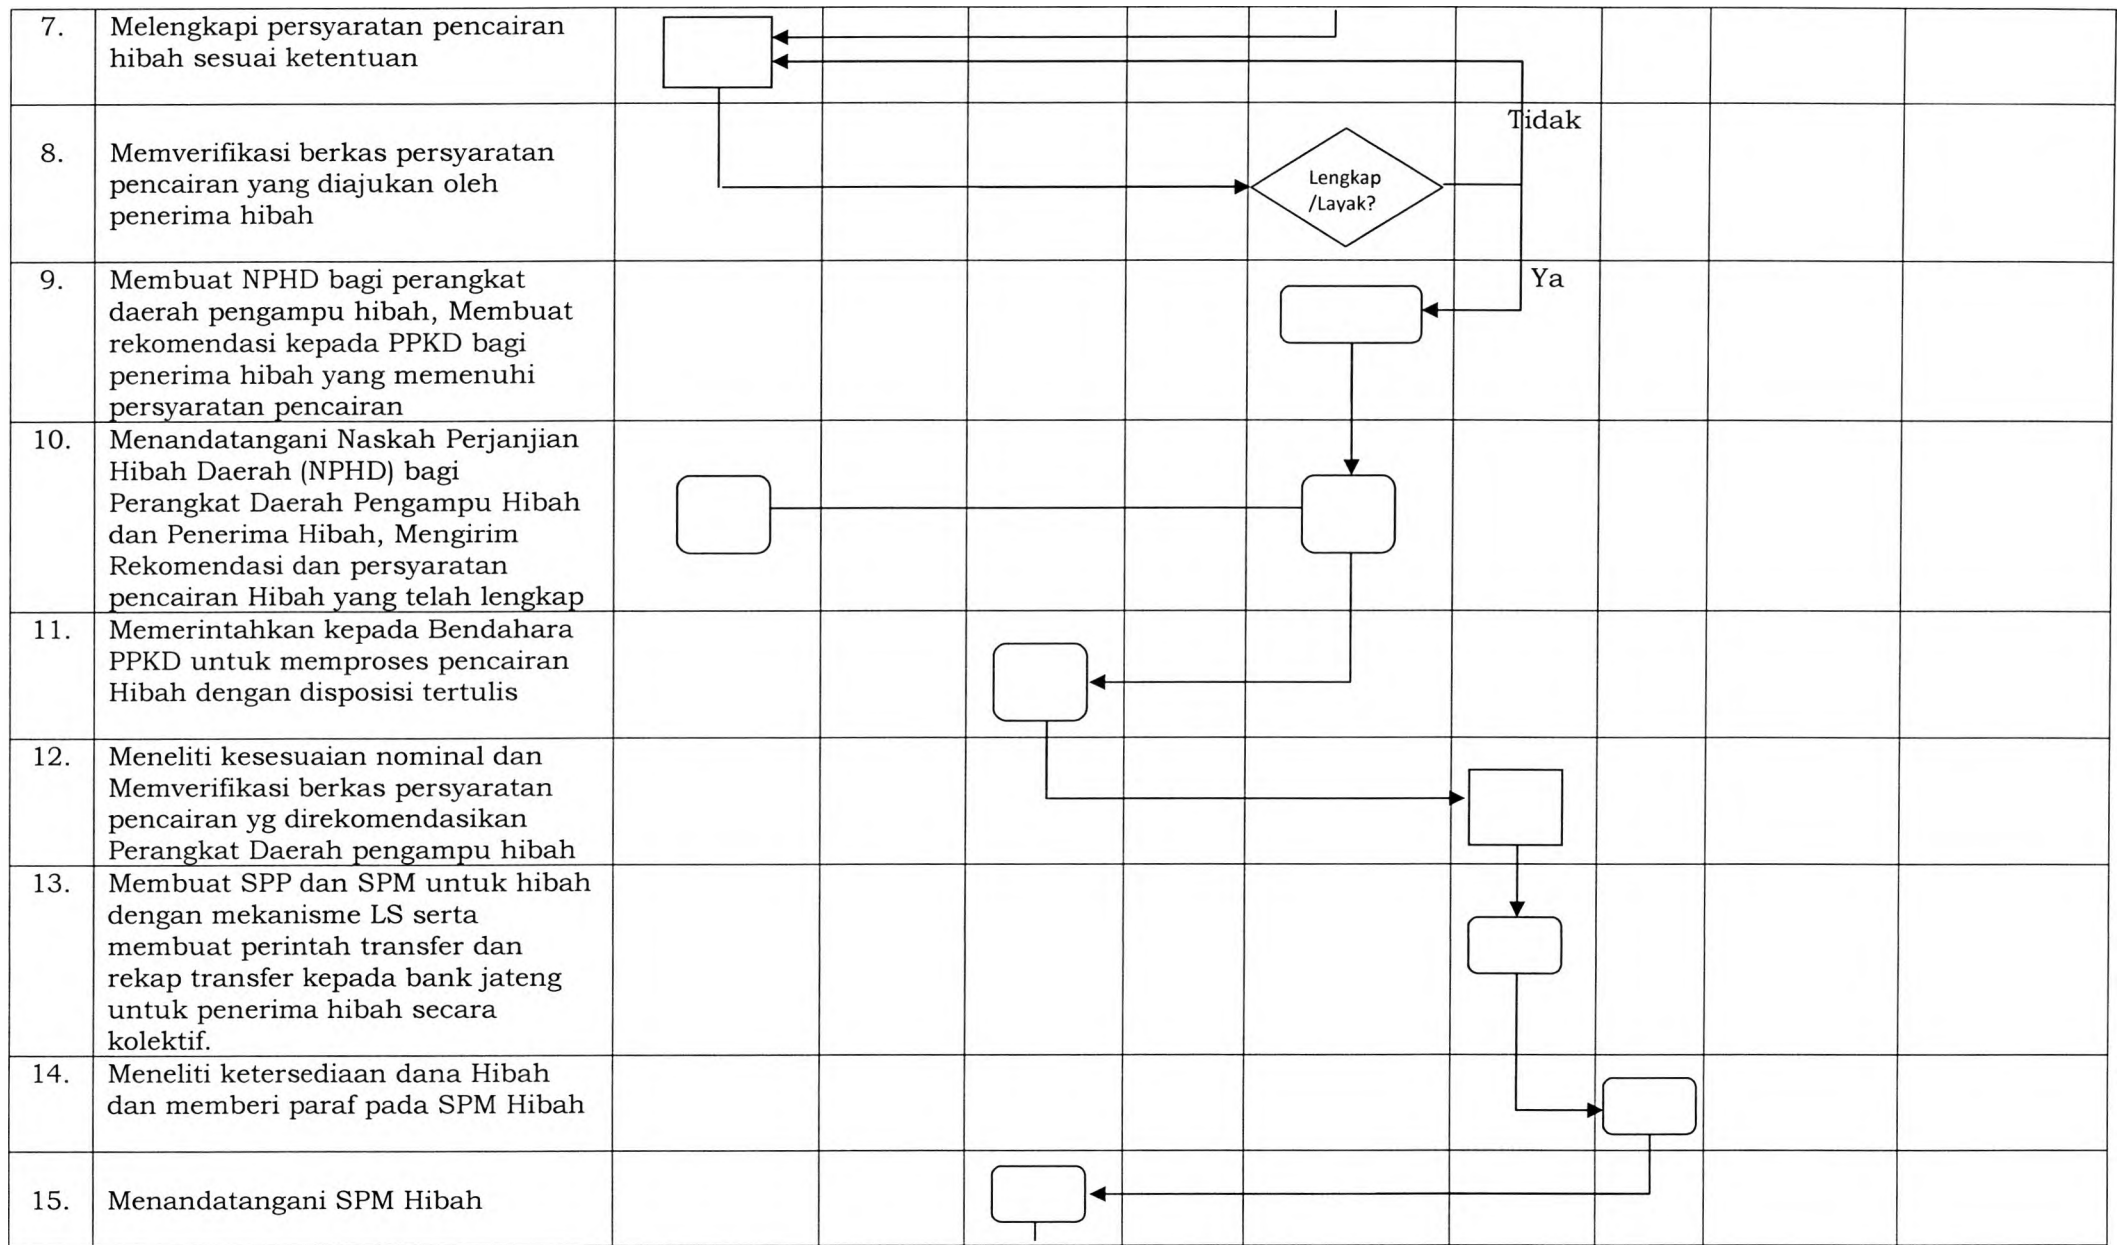 7.
Melengkapi persyaratan pencairan
hibah sesuai ketentuan
Tidak
8.
Memverifikasi berkas persyaratan
pencairan yang diajukan oleh
penerima hibah
Lengkap
/Layak?
9.
Membuat NPHD bagi perangkat
daerah pengampu hibah, Membuat
rekomendasi kepada PPKD bagi
penerima hibah yang memenuhi
persyaratan pencairan
Ya
10.
Menandatangani Naskah Perjanjian
Hibah Daerah (NPHD) bagi
Perangkat Daerah Pengampu Hibah
dan Penerima Hibah, Mengirim
Rekomendasi dan persyaratan
pencairan Hibah yang telah lengkap
11.
Memerintahkan kepada Bendahara
PPKD untuk memproses pencairan
Hibah dengan disposisi tertulis
12.
Meneliti kesesuaian nominal dan
Memverifikasi berkas persyaratan
pencairan yg direkomendasikan
Perangkat Daerah pengampu hibah
13.
Membuat SPP dan SPM untuk hibah
dengan mekanisme LS serta
membuat perintah transfer dan
rekap transfer kepada bank jateng
untuk penerima hibah secara
kolektif.
14.
Meneliti ketersediaan dana Hibah
dan memberi paraf pada SPM Hibah
15.
Menandatangani SPM Hibah